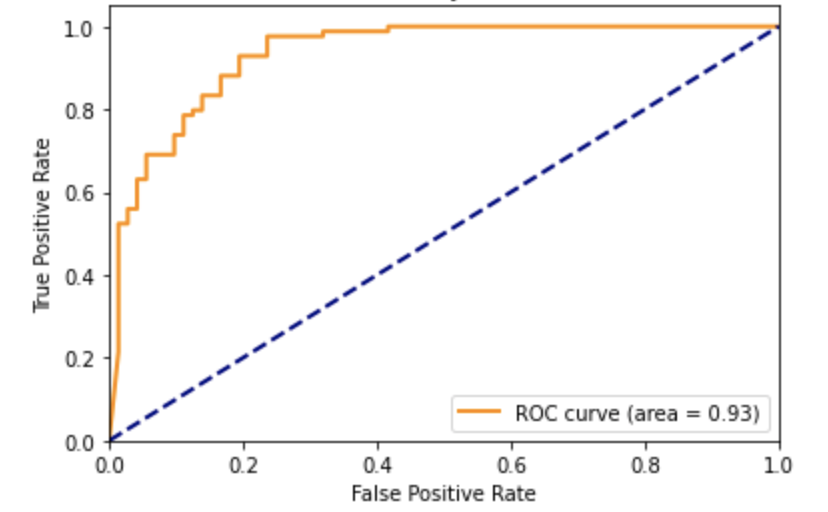 1.0
0.8
0.6
0.4
0.2
0.0
True Positive Rate
ROC curve (area = 0.93)
0.0 0.2 0.4 0.6 0.8 1.0
False Positive Rate